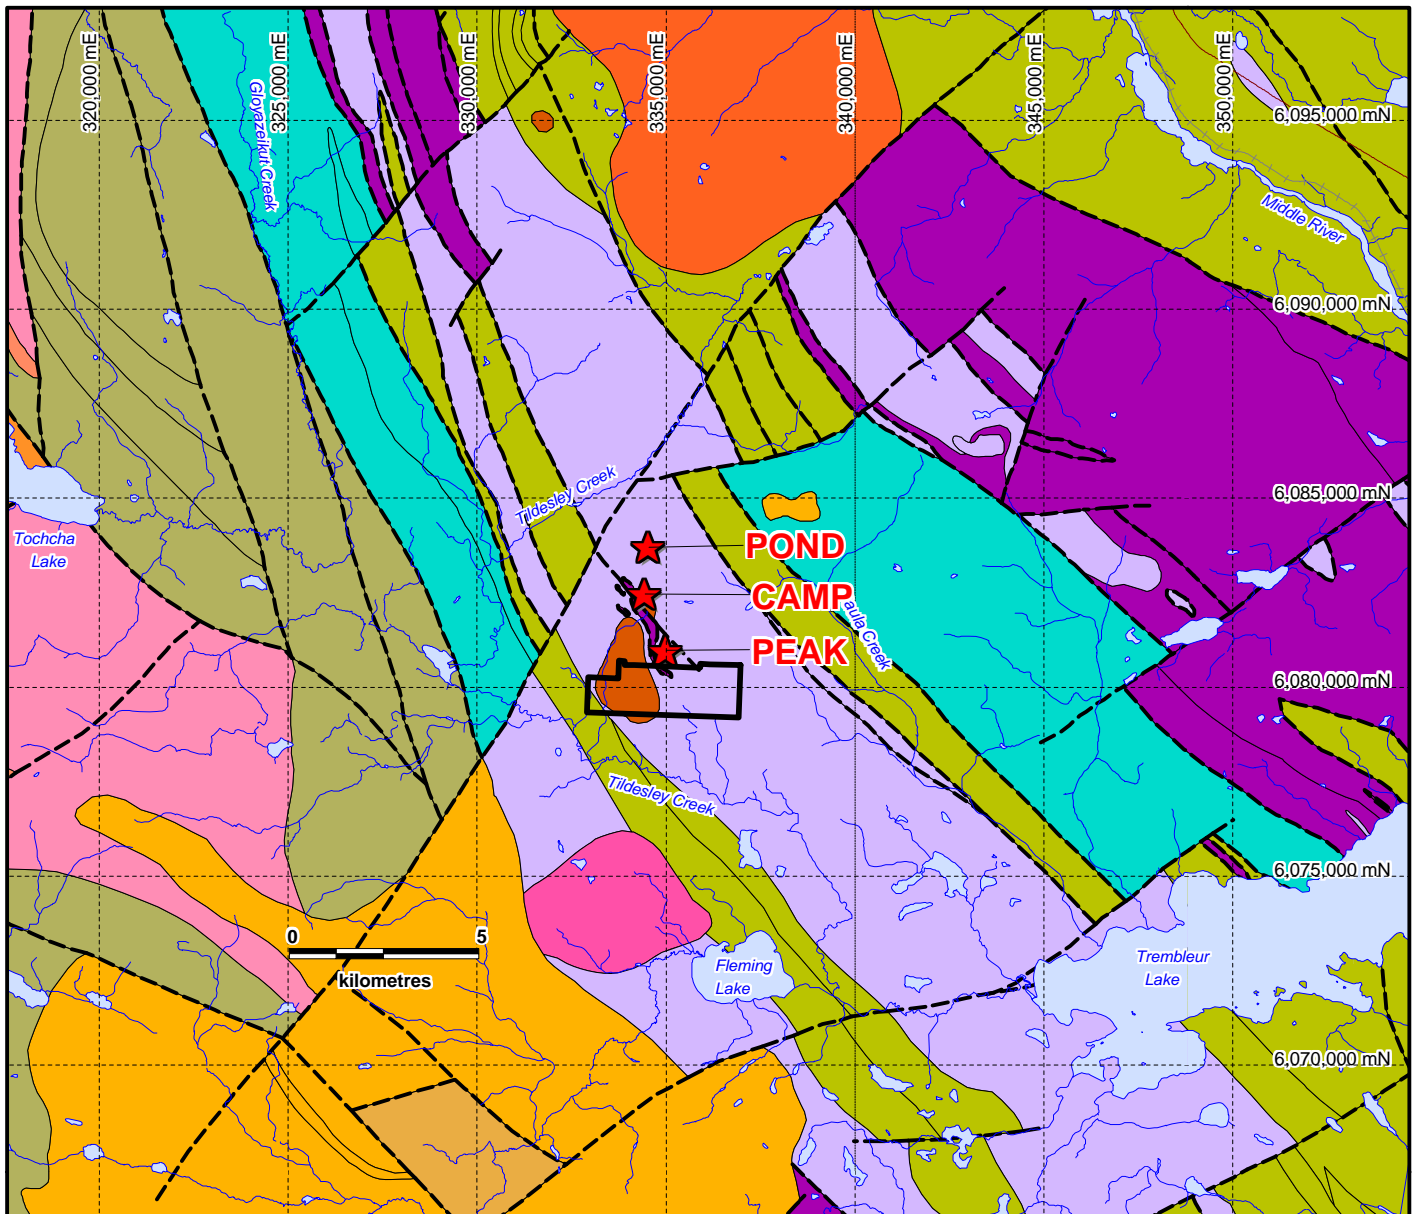 320,000 mE
325,000 mE
330,000 mE
335,000 mE
340,000 mE
345,000 mE
350,000 mE
6,095,000 mN
Gloyazeikut Creek
Middle River
6,090,000 mN
Tildesley Creek
6,085,000 mN
Tochcha
Lake
POND
CAMP
aula Creek
PEAK
6,080,000 mN
Tildesley Creek
6,075,000 mN
0 5
kilometres
Fleming
Lake
Trembleur
Lake
6,070,000 mN